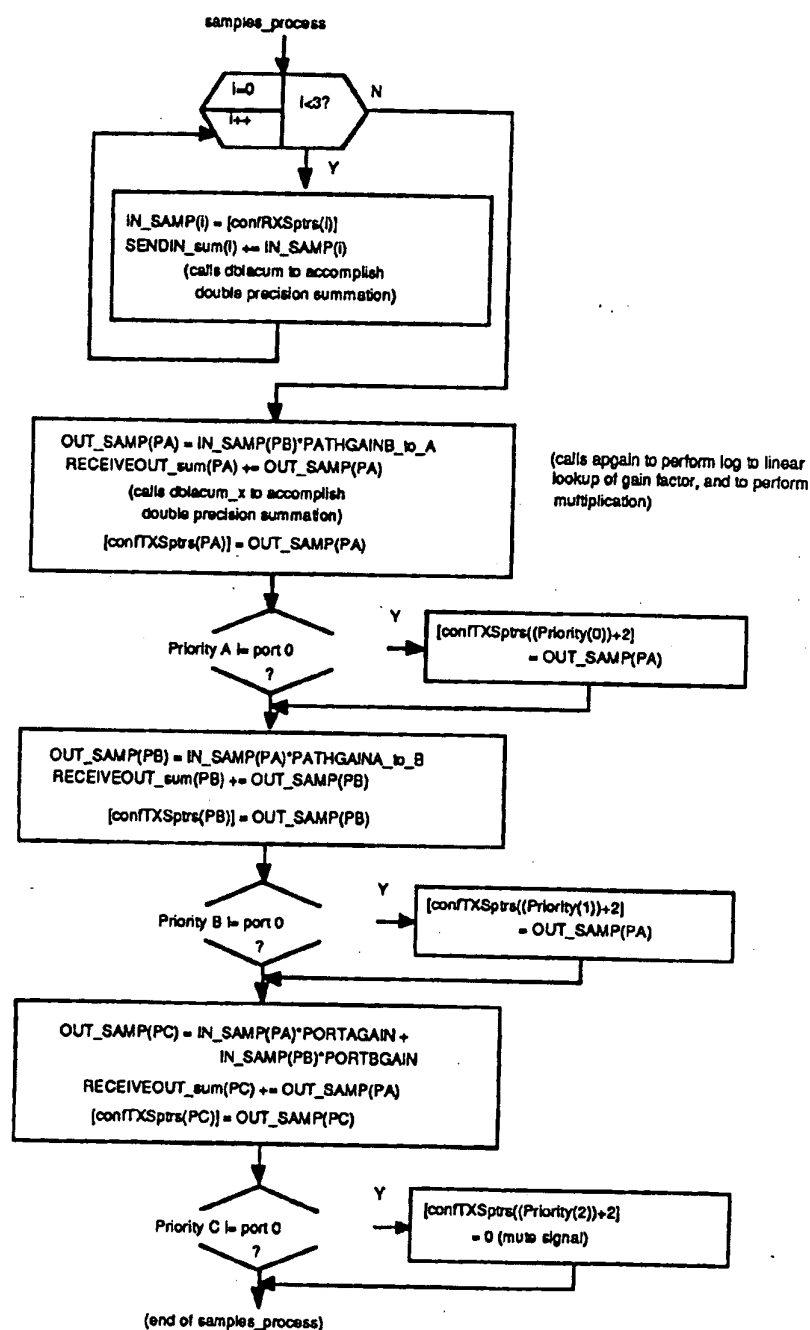 samples_process
i=0
i++
i<3?
N
Y
IN_SAMP(i) = [confRXSptrs(i)]
SENDIN_sum(i) += IN_SAMP(i)
(calls dblacum to accomplish
double precision summation)
OUT_SAMP(PA) = IN_SAMP(PB)*PATHGAINB_to_A
RECEIVEOUT_sum(PA) += OUT_SAMP(PA)
(calls dblacum_x to accomplish
double precision summation)
[confTXSptrs(PA)] = OUT_SAMP(PA)
(calls apgain to perform log to linear
lookup of gain factor, and to perform
multiplication)
Priority A != port 0
?
Y
[confTXSptrs((Priority(0))+2]
= OUT_SAMP(PA)
OUT_SAMP(PB) = IN_SAMP(PA)*PATHGAINA_to_B
RECEIVEOUT_sum(PB) += OUT_SAMP(PB)
[confTXSptrs(PB)] = OUT_SAMP(PB)
Priority B != port 0
?
Y
[confTXSptrs((Priority(1))+2]
= OUT_SAMP(PA)
OUT_SAMP(PC) = IN_SAMP(PA)*PORTAGAIN +
IN_SAMP(PB)*PORTBGAIN
RECEIVEOUT_sum(PC) += OUT_SAMP(PA)
[confTXSptrs(PC)] = OUT_SAMP(PC)
Priority C != port 0
?
Y
[confTXSptrs((Priority(2))+2]
= 0 (mute signal)
(end of samples_process)